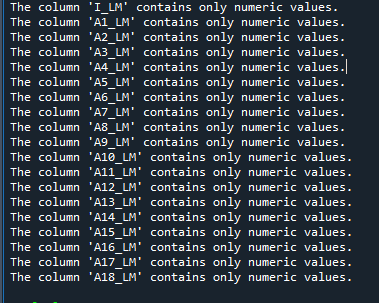 The column 'I_LM' contains only numeric values.
The column 'A1_LM' contains only numeric values.
The column 'A2_LM' contains only numeric values.
The column 'A3_LM' contains only numeric values.
The column 'A4_LM' contains only numeric values.
The column 'A5_LM' contains only numeric values.
The column 'A6_LM' contains only numeric values.
The column 'A7_LM' contains only numeric values.
The column 'A8_LM' contains only numeric values.
The column 'A9_LM' contains only numeric values.
The column 'A10_LM' contains only numeric values.
The column 'A11_LM' contains only numeric values.
The column 'A12_LM' contains only numeric values.
The column 'A13_LM' contains only numeric values.
The column 'A14_LM' contains only numeric values.
The column 'A15_LM' contains only numeric values.
The column 'A16_LM' contains only numeric values.
The column 'A17_LM' contains only numeric values.
The column 'A18_LM' contains only numeric values.